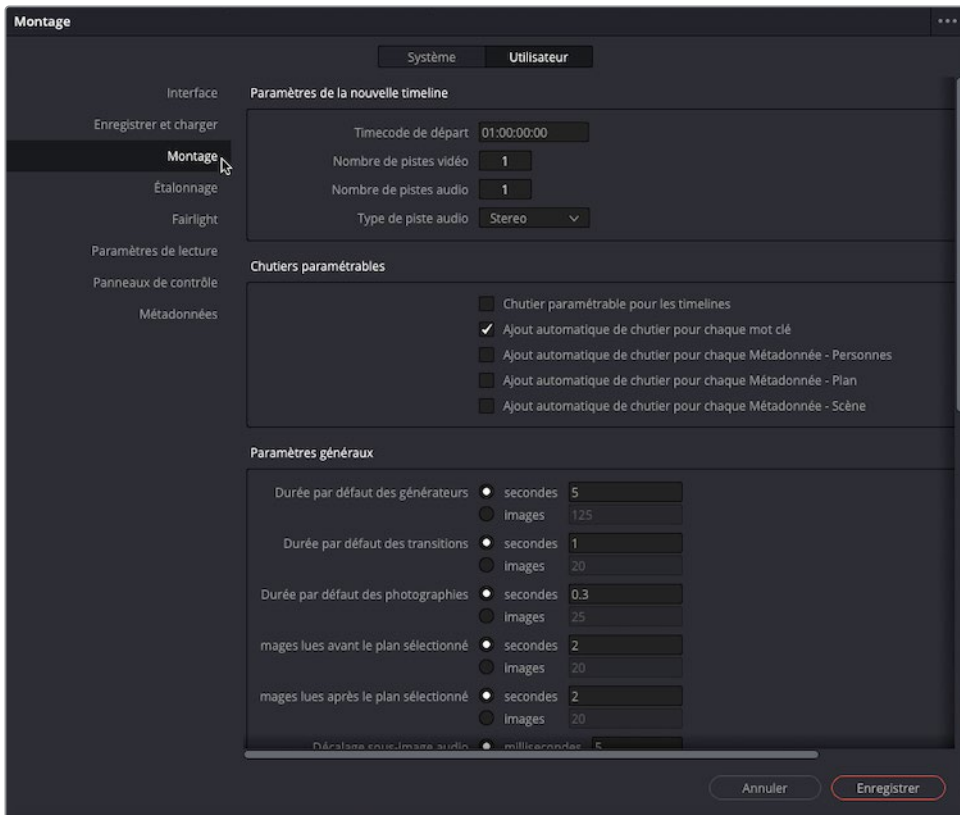 Montage
Système Utilisateur
Interface
Enregistrer et charger
Montage
Étalonnage
Fairlight
Paramètres de lecture
Panneaux de contrôle
Métadonnées
Paramètres de la nouvelle timeline
Timecode de départ 01:00:00:00
Nombre de pistes vidéo 1
Nombre de pistes audio 1
Type de piste audio Stereo
Chutiers paramétrables
Chutier paramétrable pour les timelines
Ajout automatique de chutier pour chaque mot clé
Ajout automatique de chutier pour chaque Métadonnée - Personnes
Ajout automatique de chutier pour chaque Métadonnée - Plan
Ajout automatique de chutier pour chaque Métadonnée - Scène
Paramètres généraux
Durée par défaut des générateurs secondes 5
images 125
Durée par défaut des transitions secondes 1
images 20
Durée par défaut des photographies secondes 0.3
images 25
mages lues avant le plan sélectionné secondes 2
images 20
mages lues après le plan sélectionné secondes 2
images 20
Décalage sous-image audio millisecondes 5
Annuler Enregistrer